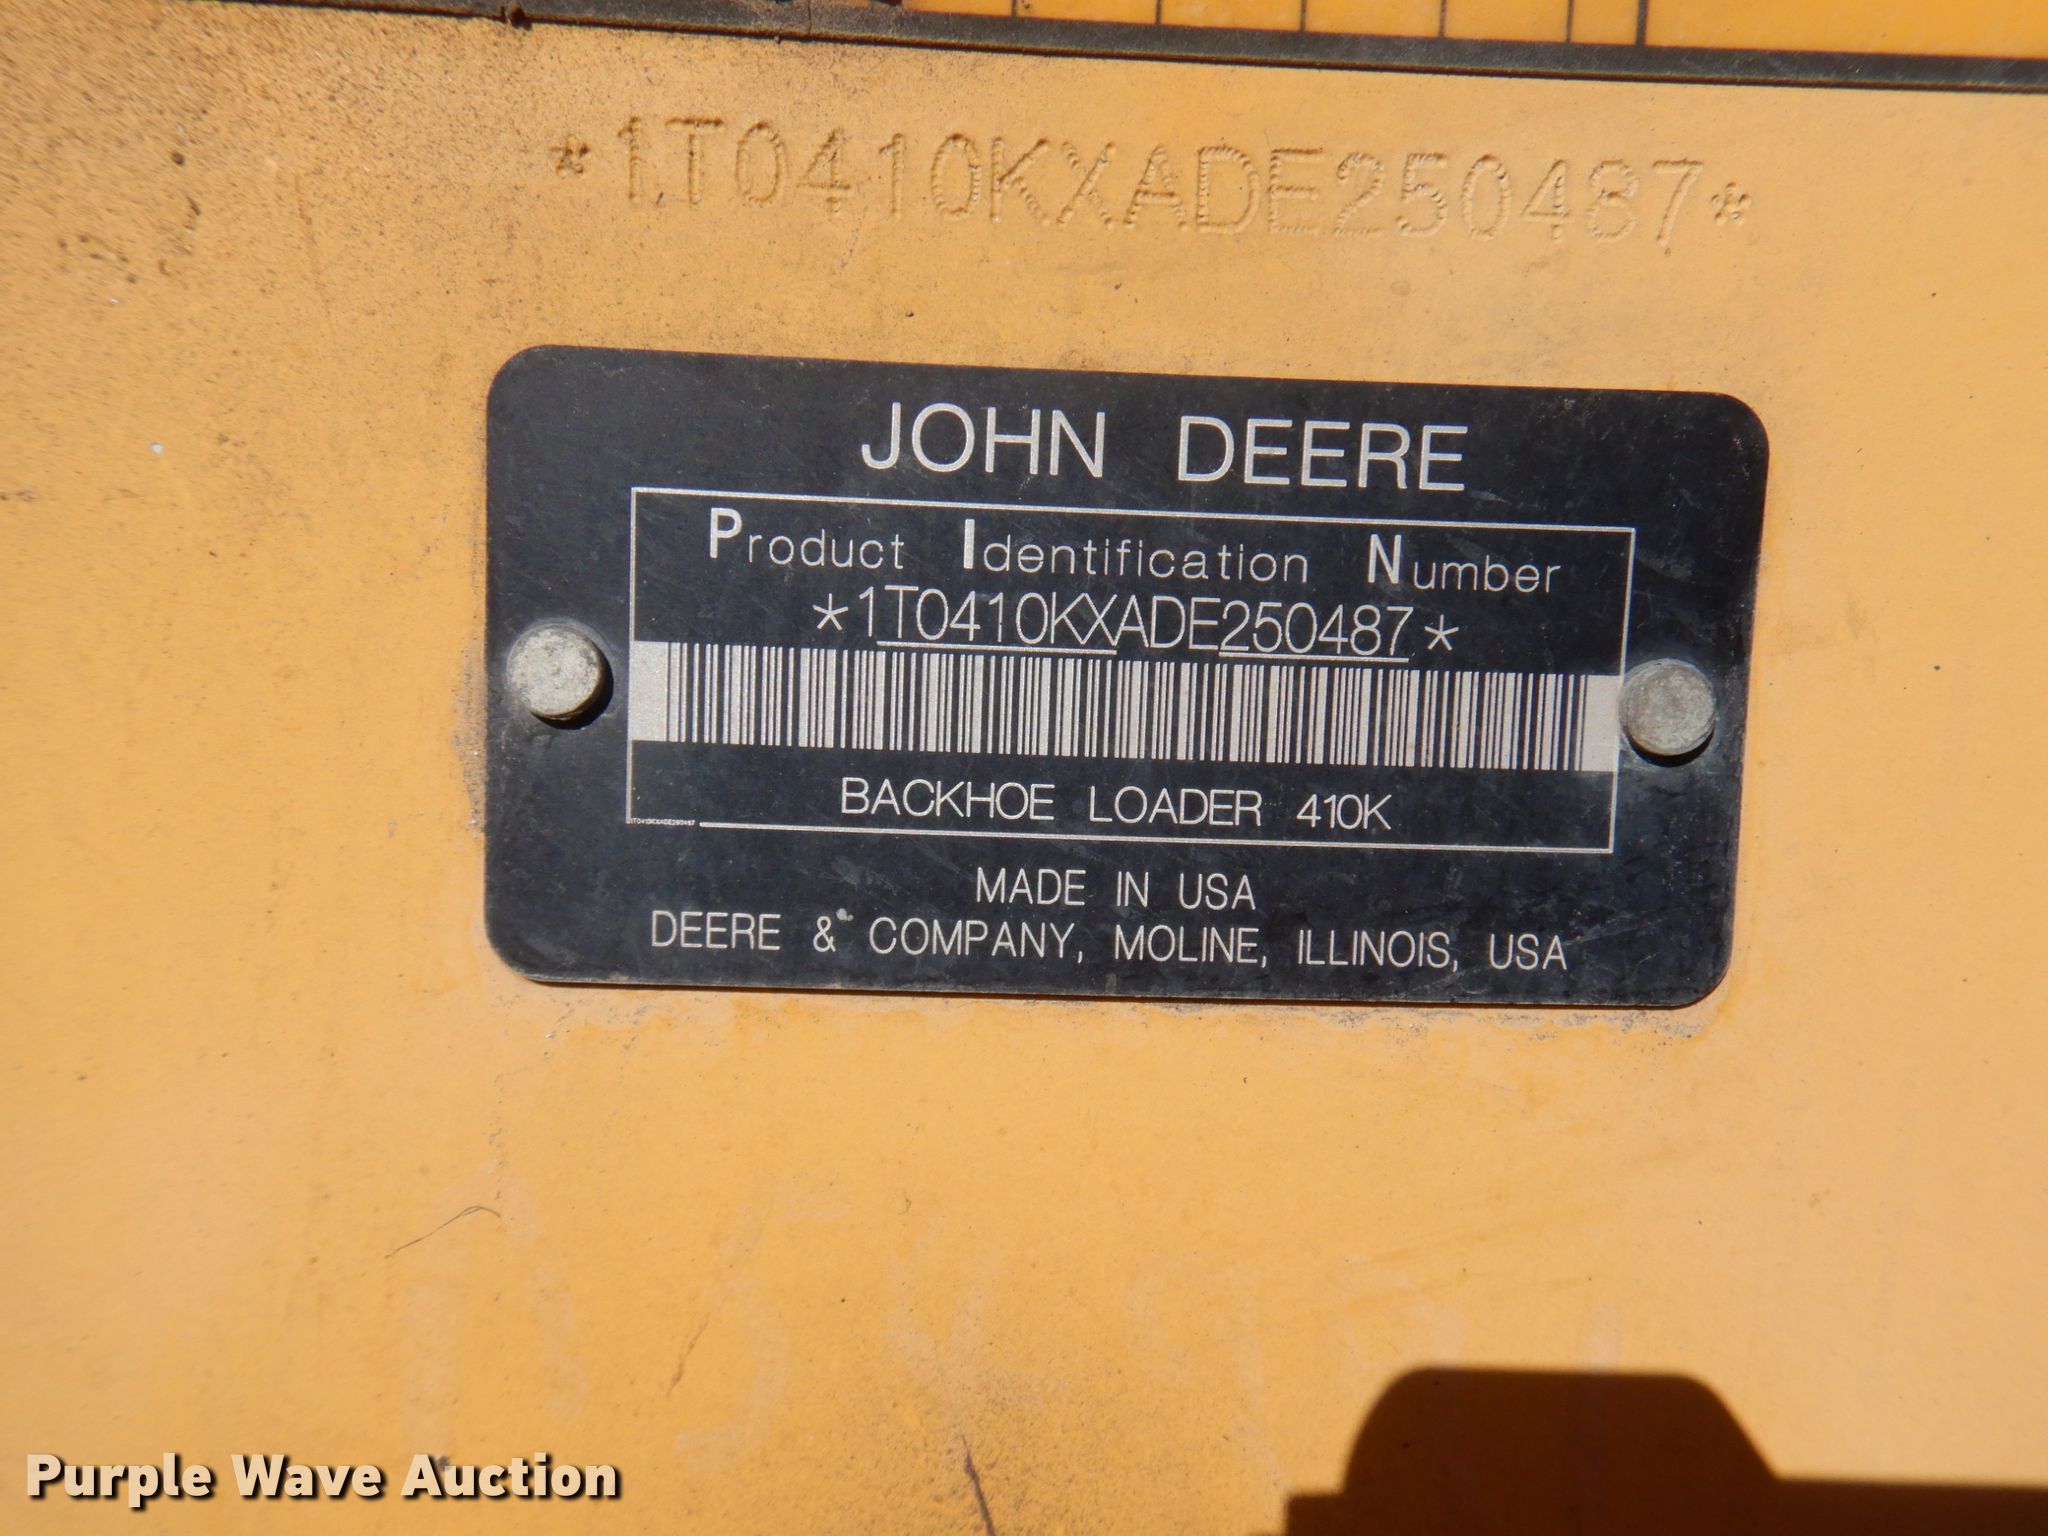 *1T0410KXADE250487*
JOHN DEERE
Product Identification Number
*1T0410KXADE250487*
BACKHOE LOADER 410K
1T0410KXADE250487
MADE IN USA
DEERE & COMPANY, MOLINE, ILLINOIS, USA
Purple Wave Auction